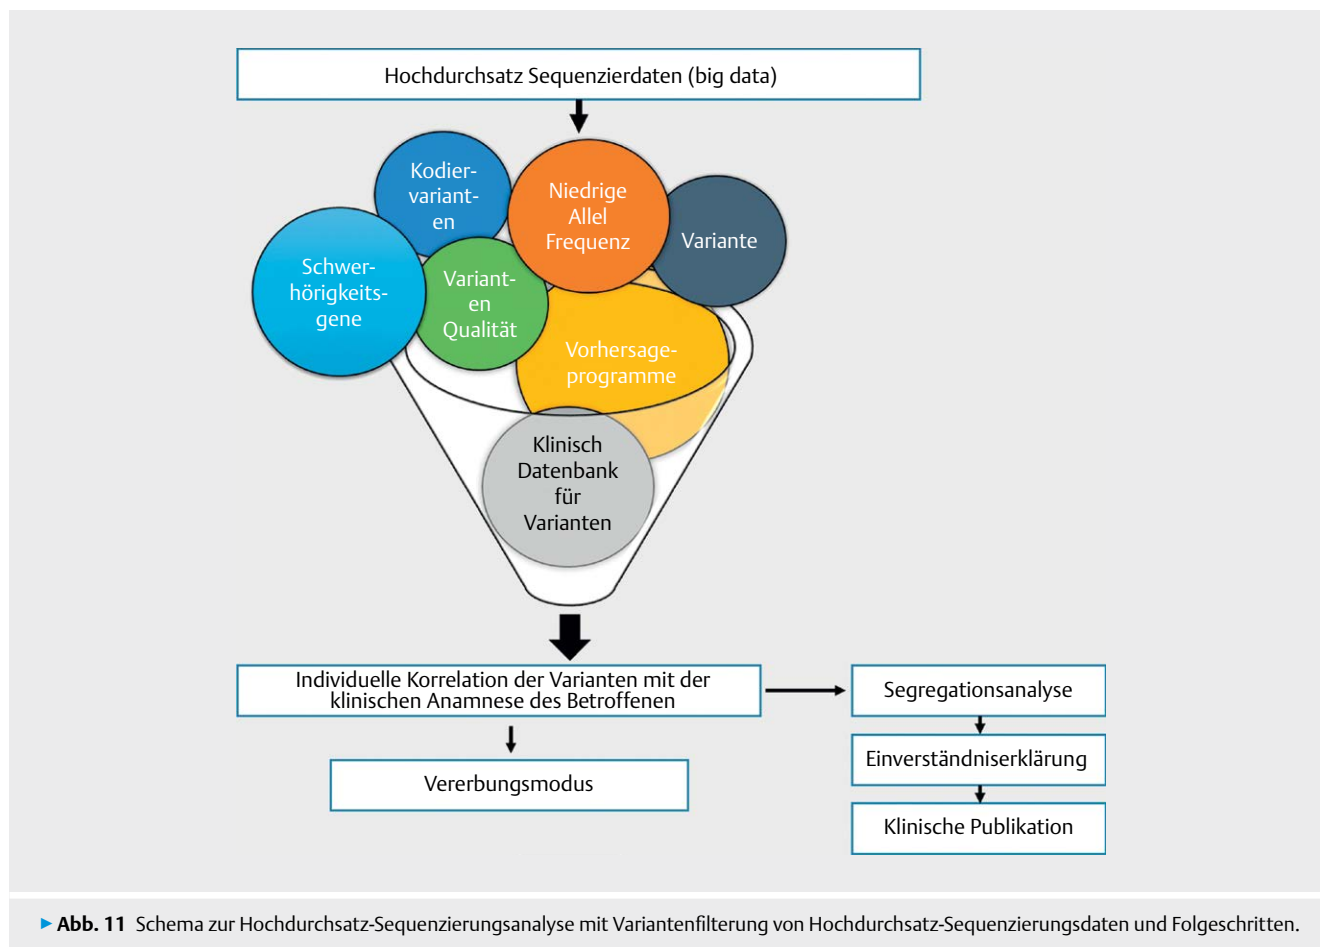 Hochdurchsatz Sequenzierdaten (big data)
Kodier-
variant-
en
Niedrige
Allel
Frequenz
Variante
Schwer-
hörigkeits-
gene
Variant-
en
Qualität
Vorhersage-
programme
Klinisch
Datenbank
für
Varianten
Individuelle Korrelation der Varianten mit der
klinischen Anamnese des Betroffenen
Segregationsanalyse
Einverständniserklärung
Klinische Publikation
Vererbungsmodus
▶ Abb. 11 Schema zur Hochdurchsatz-Sequenzierungsanalyse mit Variantenfilterung von Hochdurchsatz-Sequenzierungsdaten und Folgeschritten.